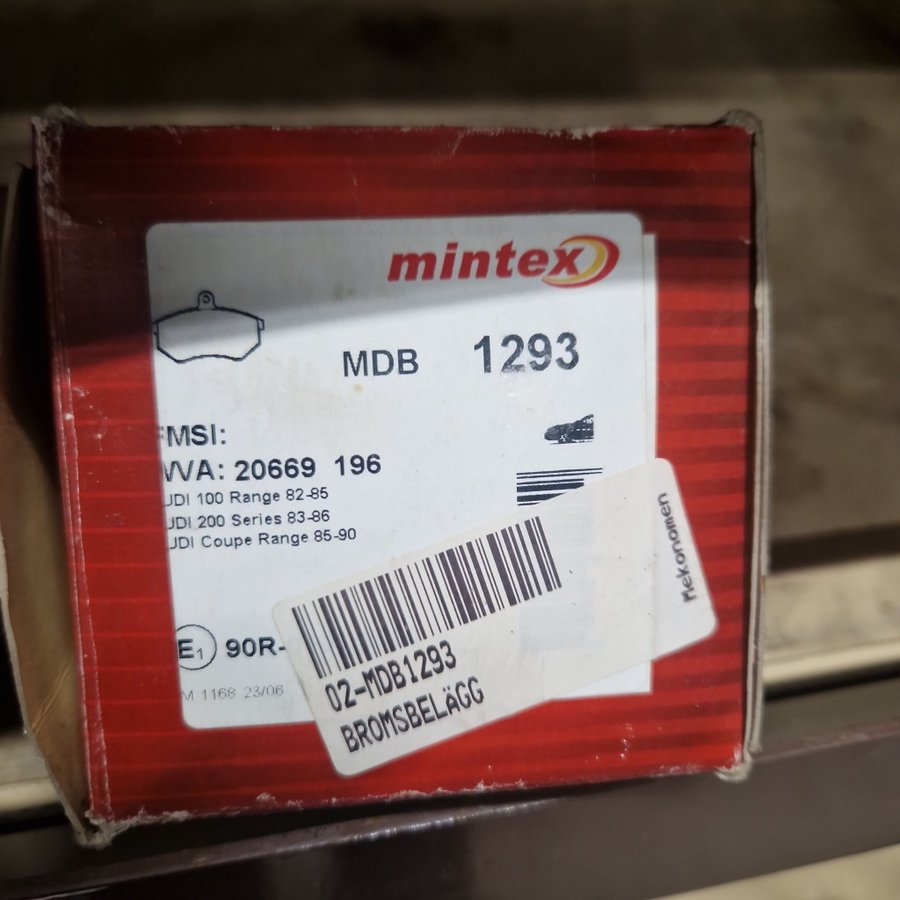 mintex
MDB 1293
FMSI:
WVA: 20669 196
UDI 100 Range 82-85
UDI 200 Series 83-86
UDI Coupe Range 85-90
E1 90R-
M 1168 23/06
02-MDB1293
BROMSBELÄGG
Mekonomen